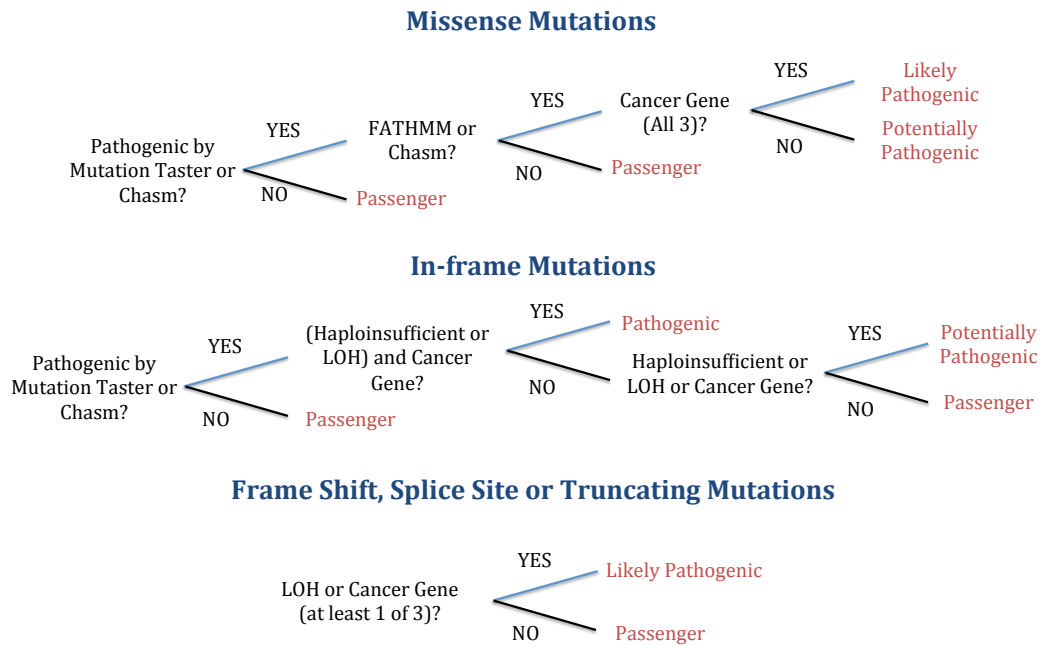 Missense Mutations
Pathogenic by
Mutation Taster or
Chasm?
YES
NO
FATHMM or
Chasm?
Passenger
YES
NO
Cancer Gene
(All 3)?
Passenger
YES
NO
Likely
Pathogenic
Potentially
Pathogenic
In-frame Mutations
Pathogenic by
Mutation Taster or
Chasm?
YES
NO
(Haploinsufficient or
LOH) and Cancer
Gene?
Passenger
YES
NO
Pathogenic
Haploinsufficient or
LOH or Cancer Gene?
YES
NO
Potentially
Pathogenic
Passenger
Frame Shift, Splice Site or Truncating Mutations
LOH or Cancer Gene
(at least 1 of 3)?
YES
NO
Likely Pathogenic
Passenger